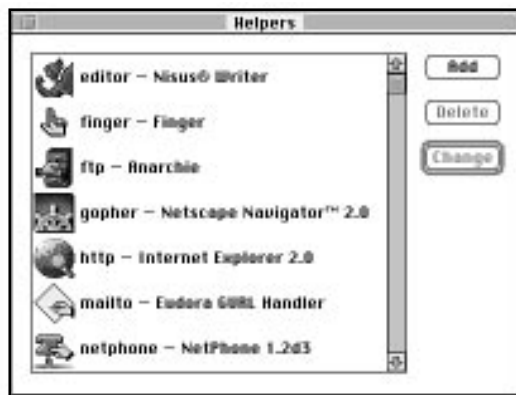 Helpers
editor – Nisus® Writer
finger – Finger
ftp – Anarchie
gopher – Netscape Navigator™ 2.0
http – Internet Explorer 2.0
mailto – Eudora GURL Handler
netphone – NetPhone 1.2d3
Add
Delete
Change